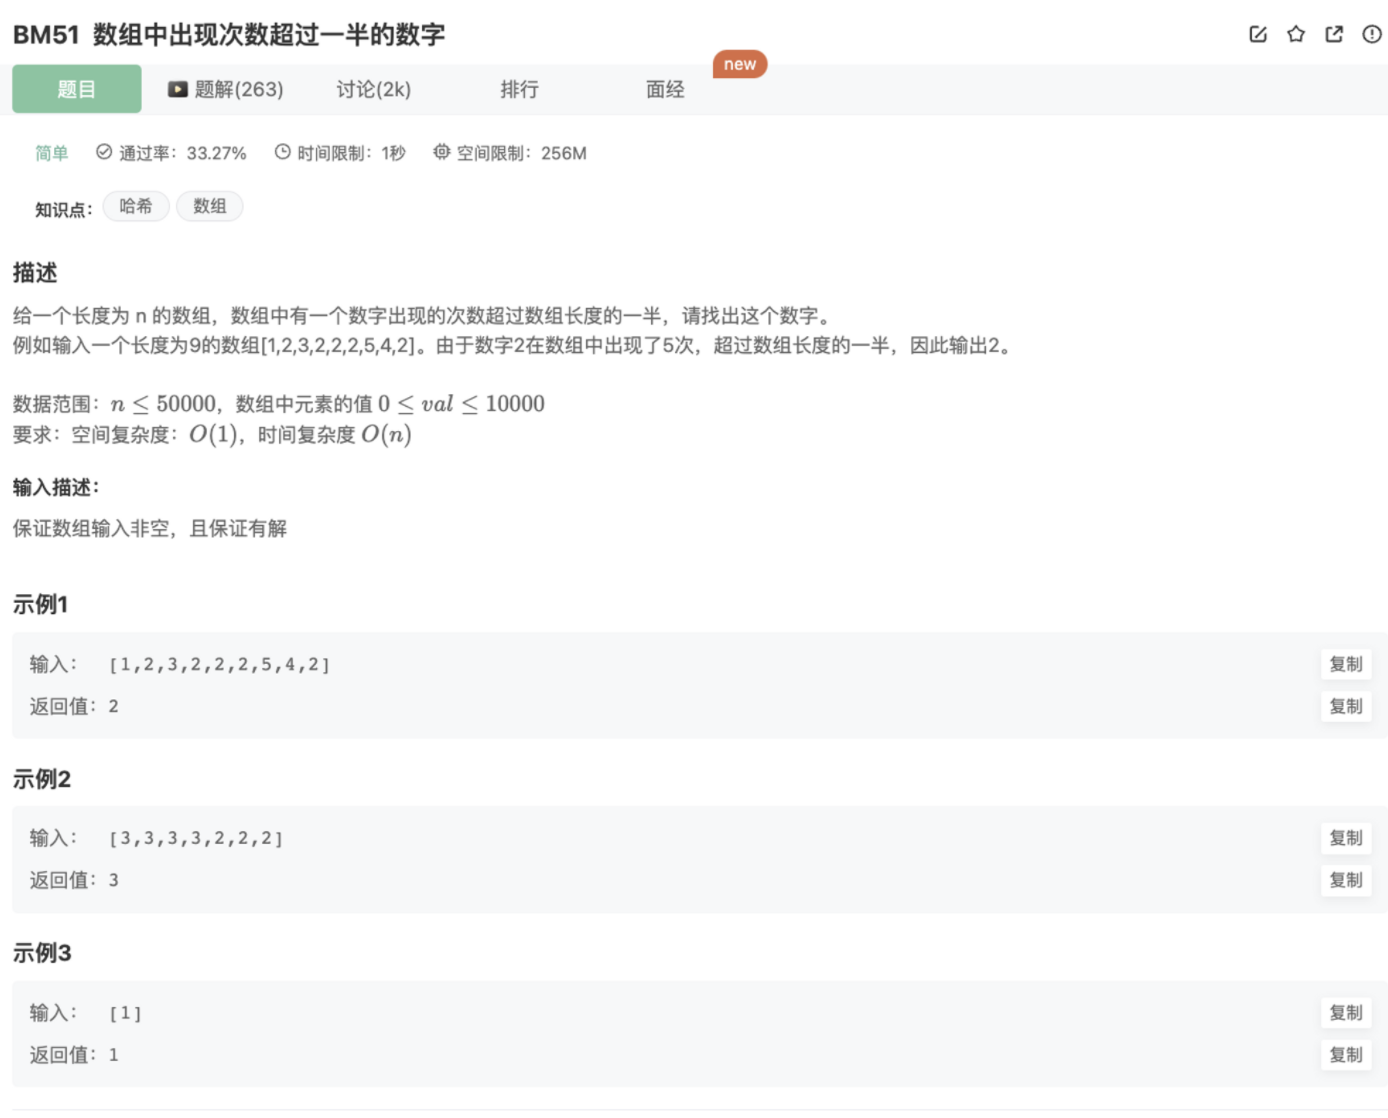 BM51 数组中出现次数超过一半的数字
题目 题解(263) 讨论(2k) 排行 面经 new
简单 通过率：33.27% 时间限制：1秒 空间限制：256M
知识点： 哈希 数组
描述
给一个长度为 n 的数组，数组中有一个数字出现的次数超过数组长度的一半，请找出这个数字。
例如输入一个长度为9的数组[1,2,3,2,2,2,5,4,2]。由于数字2在数组中出现了5次，超过数组长度的一半，因此输出2。
数据范围：n ≤ 50000，数组中元素的值 0 ≤ val ≤ 10000
要求：空间复杂度：O(1)，时间复杂度 O(n)
输入描述：
保证数组输入非空，且保证有解
示例1
输入： [1,2,3,2,2,2,5,4,2] 复制
返回值：2 复制
示例2
输入： [3,3,3,3,2,2,2] 复制
返回值：3 复制
示例3
输入： [1] 复制
返回值：1 复制